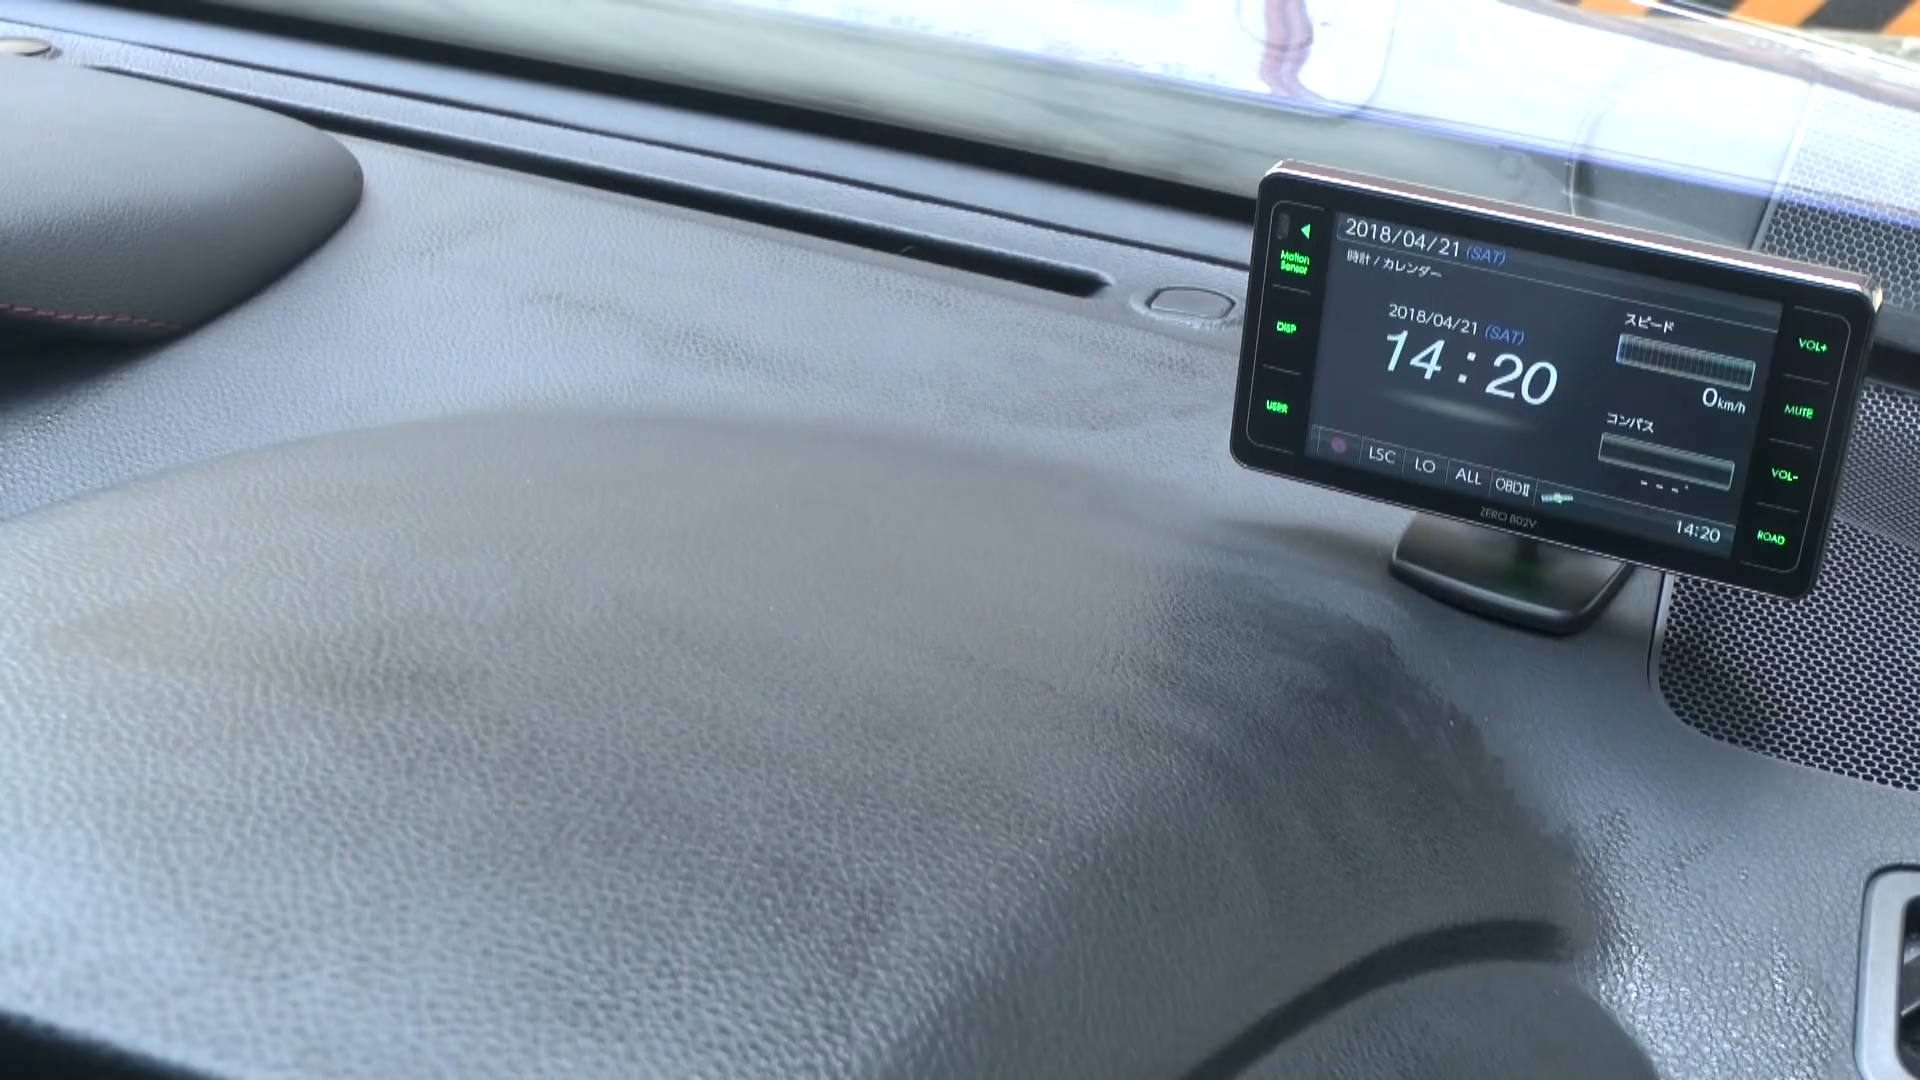 Motion
Sensor
DISP
USER
2018/04/21 (SAT)
時計 / カレンダー
2018/04/21 (SAT)
14:20
スピード
0km/h
コンパス
---°
LSC LO ALL OBDⅡ
14:20
ZERO 802V
VOL+
MUTE
VOL-
ROAD